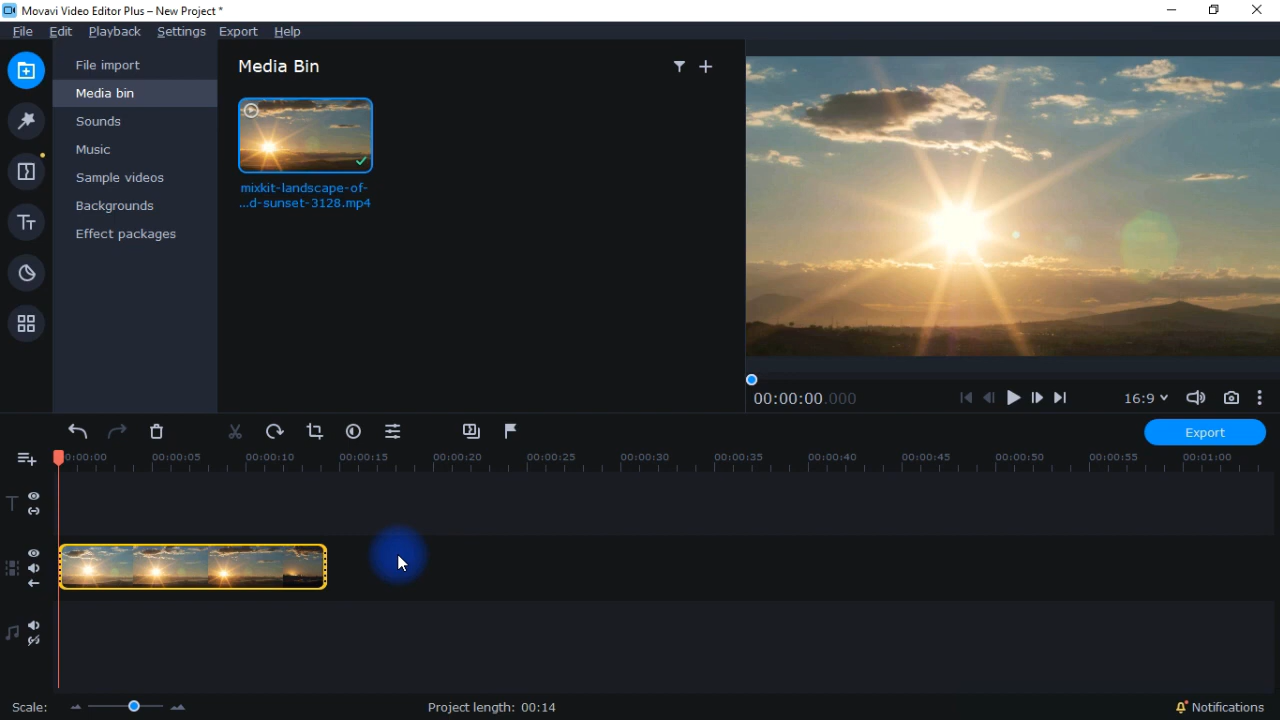 Movavi Video Editor Plus – New Project *
File Edit Playback Settings Export Help
File import
Media bin
Sounds
Music
Sample videos
Backgrounds
Effect packages
Media Bin
mixkit-landscape-of-
...d-sunset-3128.mp4
00:00:00.000
16:9
Export
0:00:00 00:00:05 00:00:10 00:00:15 00:00:20 00:00:25 00:00:30 00:00:35 00:00:40 00:00:45 00:00:50 00:00:55 00:01:00
Scale:
Project length: 00:14
Notifications